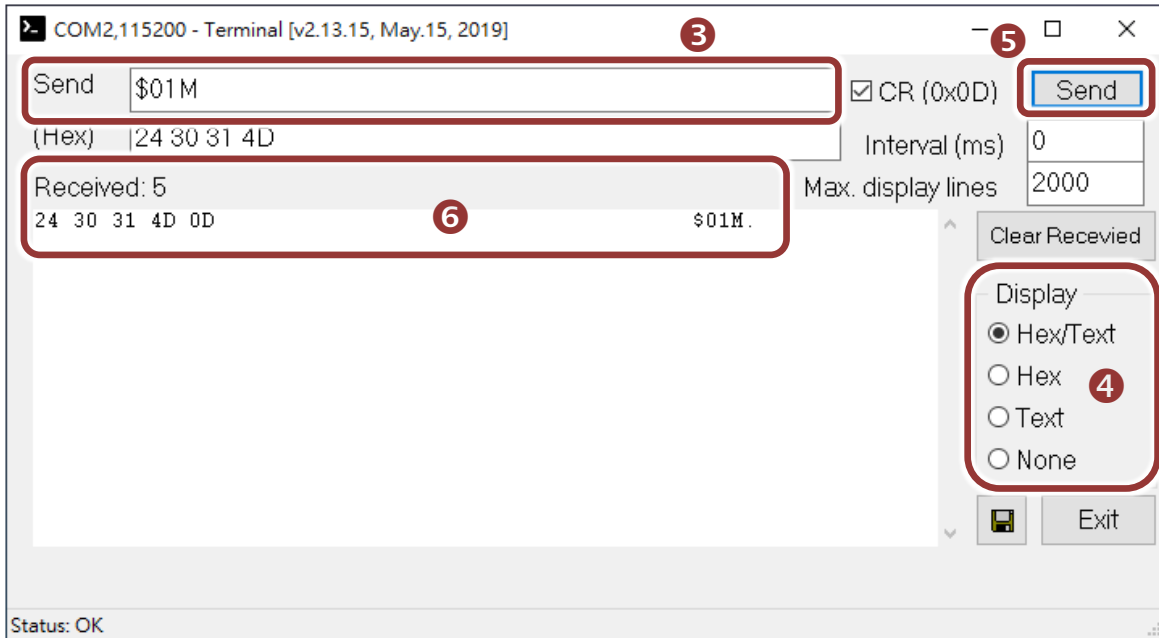 COM2,115200 - Terminal [v2.13.15, May.15, 2019]
3
5
Send $01M CR (0x0D) Send
(Hex) 24 30 31 4D Interval (ms) 0
Received: 5 Max. display lines 2000
24 30 31 4D 0D 6 $01M.
Clear Recevied
Display
Hex/Text
Hex
4
Text
None
Exit
Status: OK